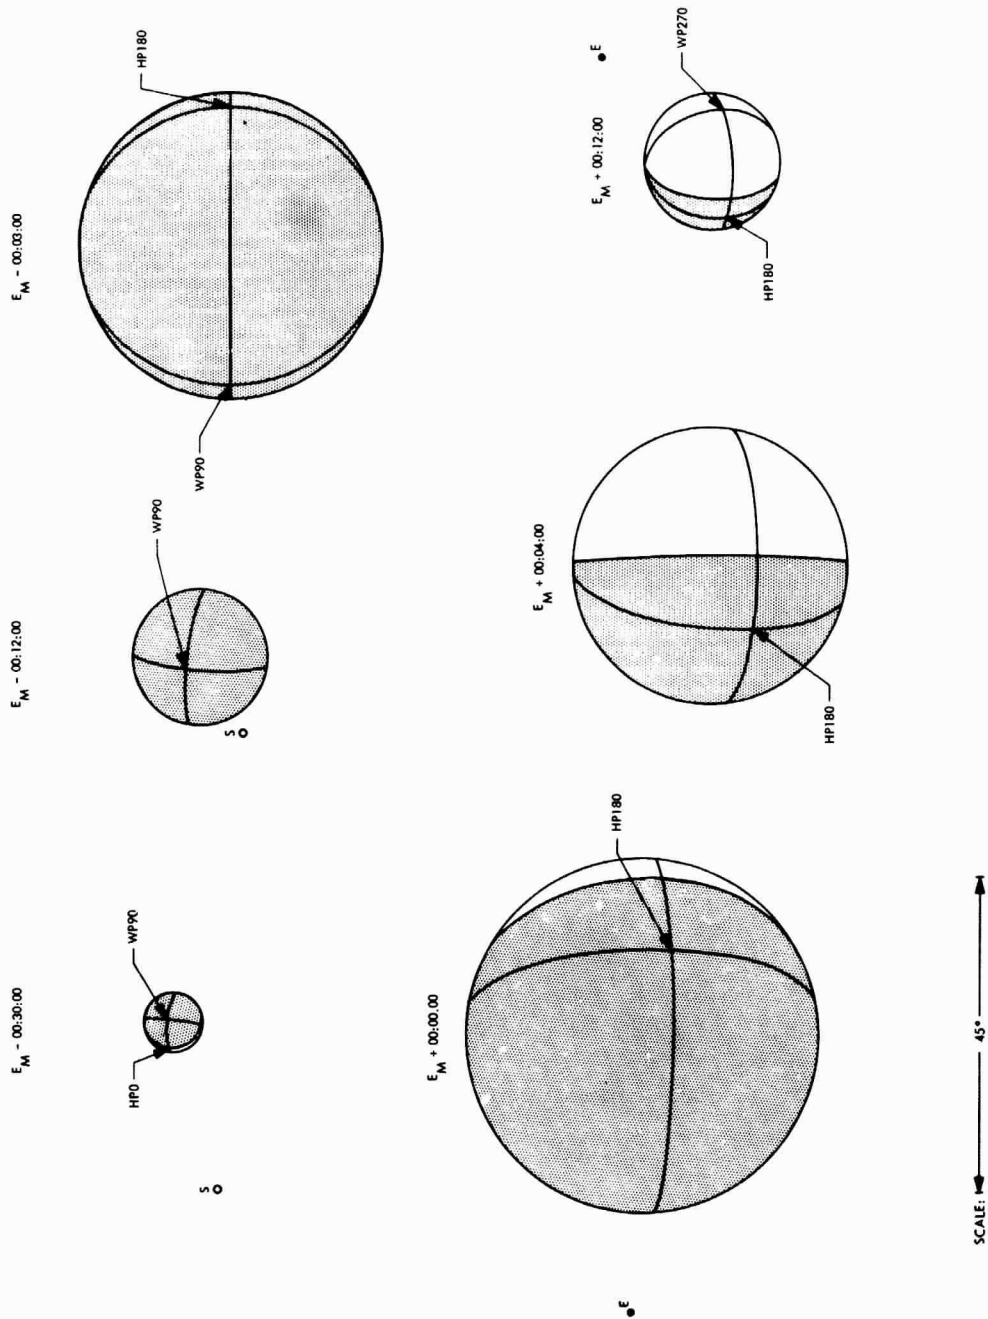 E_M - 00:30:00
HP0
WP90
S
E_M - 00:12:00
WP90
S
E_M - 00:03:00
WP90
HP180
E_M + 00:00.00
HP180
E
E_M + 00:04:00
HP180
E_M + 00:12:00
E
HP180
WP270
SCALE: 45°